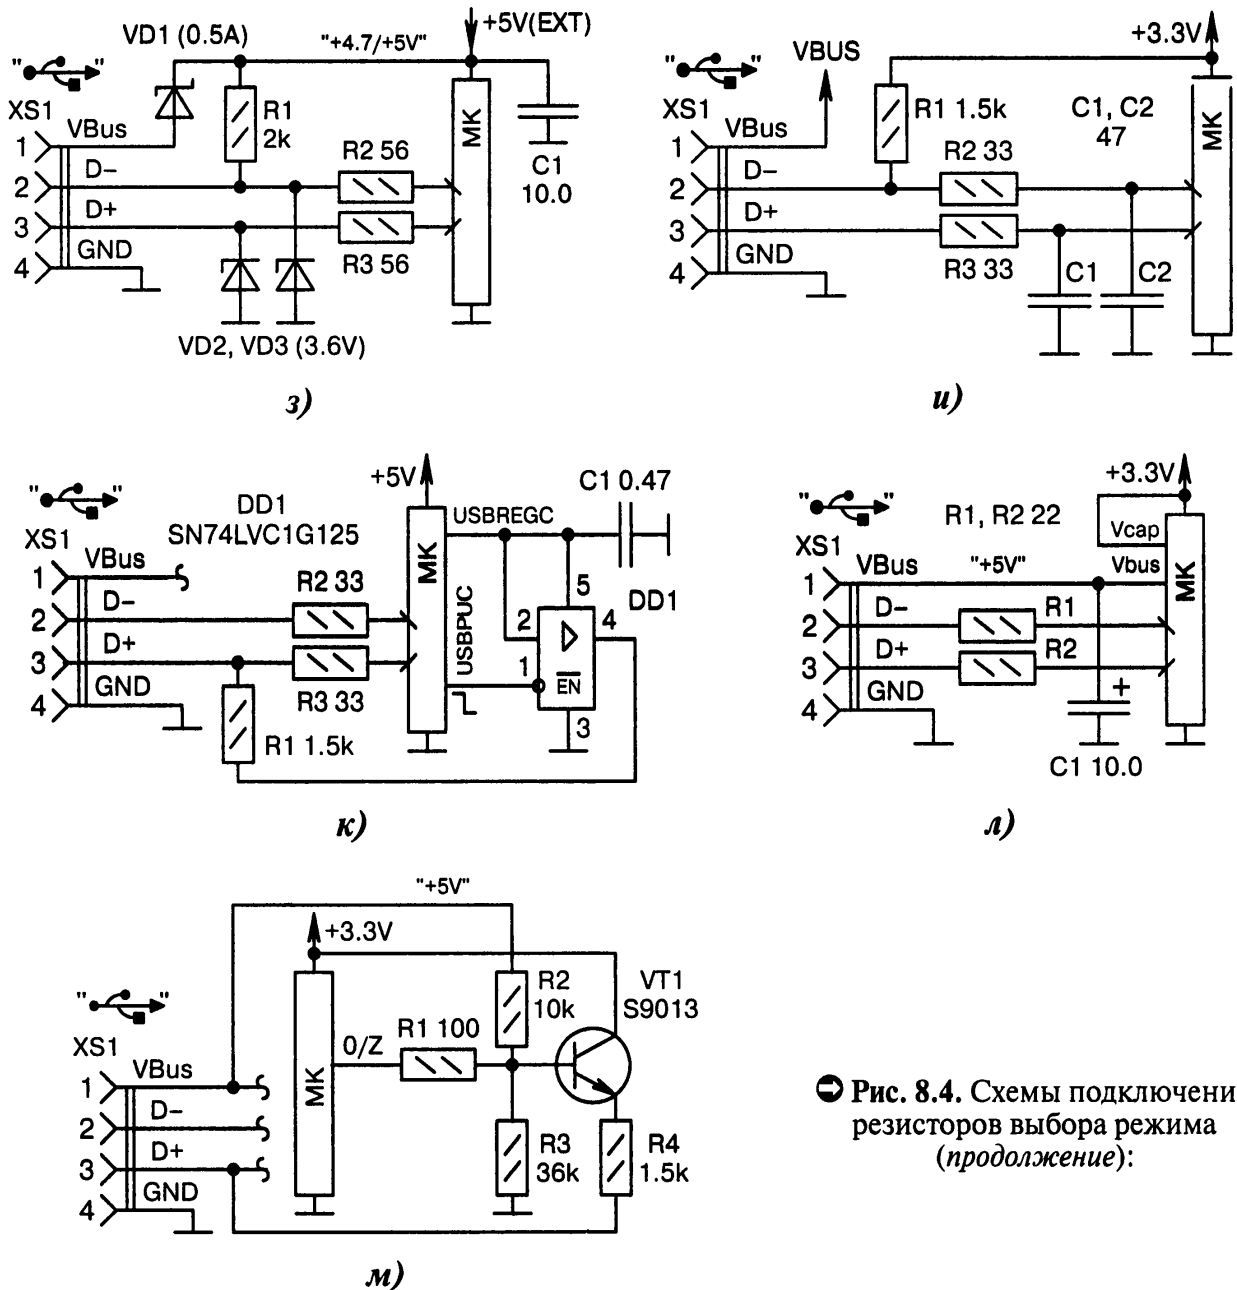 VD1 (0.5A)
"+4.7/+5V"
+5V(EXT)
" "
XS1
VBus
1
D−
2
D+
3
GND
4
R1
2k
R2 56
R3 56
MK
C1
10.0
VD2, VD3 (3.6V)
з)
VBUS
+3.3V
" "
XS1
VBus
1
D−
2
D+
3
GND
4
R1 1.5k
R2 33
R3 33
C1, C2
47
C1
C2
MK
и)
+5V
C1 0.47
" "
DD1
SN74LVC1G125
USBREGC
XS1
VBus
1
D−
2
D+
3
GND
4
R2 33
R3 33
R1 1.5k
MK
USBPUC
5
2
4
1
EN
3
DD1
к)
+3.3V
" "
R1, R2 22
Vcap
XS1
VBus
"+5V"
Vbus
1
D−
2
D+
3
GND
4
R1
R2
MK
+
C1 10.0
л)
"+5V"
+3.3V
" "
R2
10k
VT1
S9013
XS1
VBus
1
D−
2
D+
3
GND
4
MK
0/Z
R1 100
R3
36k
R4
1.5k
м)
Рис. 8.4. Схемы подключени
резисторов выбора режима
(продолжение):